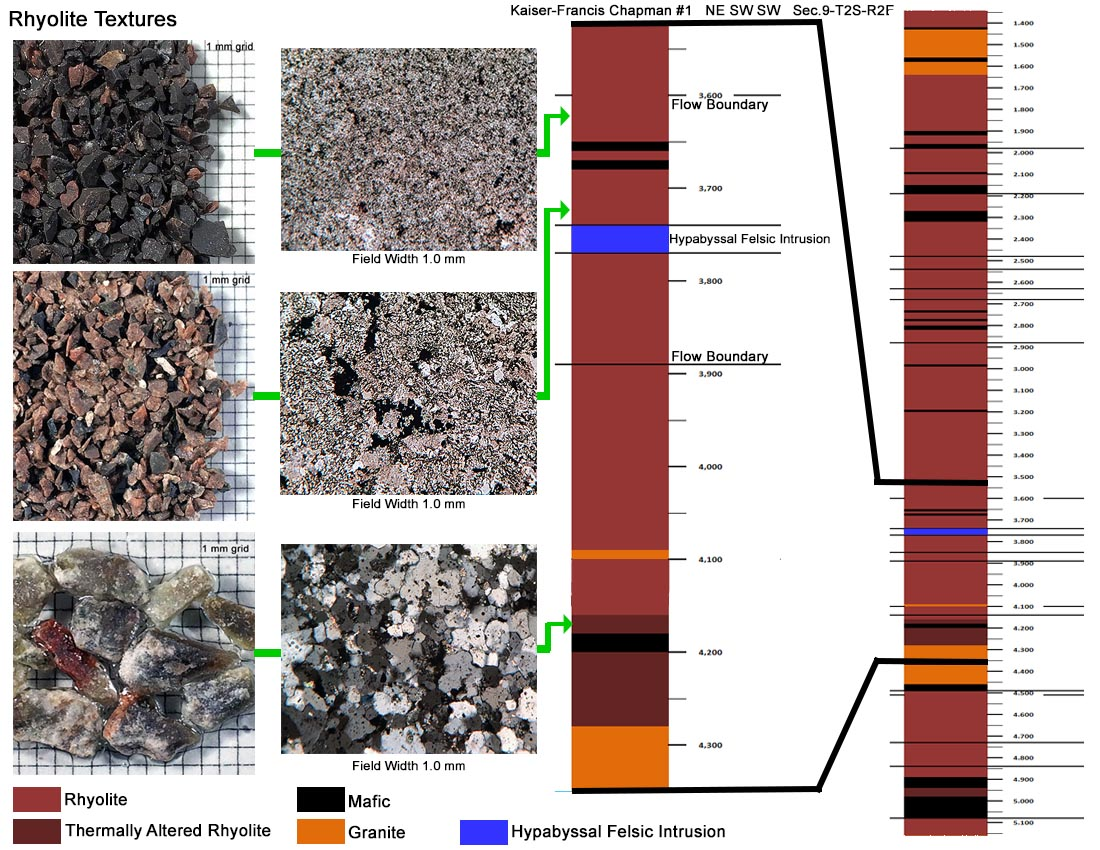 Kaiser-Francis Chapman #1 NE SW SW Sec.9-T2S-R2F
Rhyolite Textures
1 mm grid
Field Width 1.0 mm
1 mm grid
Field Width 1.0 mm
1 mm grid
Field Width 1.0 mm
3,600
Flow Boundary
3,700
Hypabyssal Felsic Intrusion
3,800
Flow Boundary
3,900
4,000
4,100
4,200
4,300
1.400
1.500
1.600
1.700
1.800
1.900
2.000
2.100
2.200
2.300
2.400
2.500
2.600
2.700
2.800
2.900
3.000
3.100
3.200
3.300
3.400
3.500
3.600
3.700
3.800
3.900
4.000
4.100
4.200
4.300
4.400
4.500
4.600
4.700
4.800
4.900
5.000
5.100
Rhyolite
Mafic
Thermally Altered Rhyolite
Granite
Hypabyssal Felsic Intrusion